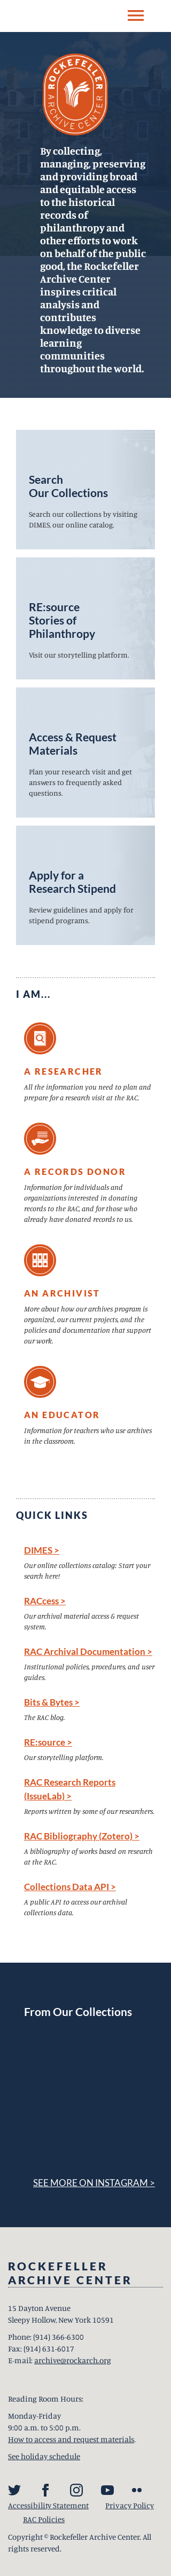 ROCKEFELLER
ARCHIVE CENTER
By collecting,
managing, preserving
and providing broad
and equitable access
to the historical
records of
philanthropy and
other efforts to work
on behalf of the public
good, the Rockefeller
Archive Center
inspires critical
analysis and
contributes
knowledge to diverse
learning
communities
throughout the world.
Search
Our Collections
Search our collections by visiting
DIMES, our online catalog.
RE:source
Stories of
Philanthropy
Visit our storytelling platform.
Access & Request
Materials
Plan your research visit and get
answers to frequently asked
questions.
Apply for a
Research Stipend
Review guidelines and apply for
stipend programs.
I AM...
A RESEARCHER
All the information you need to plan and
prepare for a research visit at the RAC.
A RECORDS DONOR
Information for individuals and
organizations interested in donating
records to the RAC, and for those who
already have donated records to us.
AN ARCHIVIST
More about how our archives program is
organized, our current projects, and the
policies and documentation that support
our work.
AN EDUCATOR
Information for teachers who use archives
in the classroom.
QUICK LINKS
DIMES >
Our online collections catalog: Start your
search here!
RACcess >
Our archival material access & request
system.
RAC Archival Documentation >
Institutional policies, procedures, and user
guides.
Bits & Bytes >
The RAC blog.
RE:source >
Our storytelling platform.
RAC Research Reports
(IssueLab) >
Reports written by some of our researchers.
RAC Bibliography (Zotero) >
A bibliography of works based on research
at the RAC.
Collections Data API >
A public API to access our archival
collections data.
From Our Collections
SEE MORE ON INSTAGRAM >
ROCKEFELLER
ARCHIVE CENTER
15 Dayton Avenue
Sleepy Hollow, New York 10591
Phone: (914) 366-6300
Fax: (914) 631-6017
E-mail: archive@rockarch.org
Reading Room Hours:
Monday-Friday
9:00 a.m. to 5:00 p.m.
How to access and request materials.
See holiday schedule
Accessibility Statement Privacy Policy
RAC Policies
Copyright © Rockefeller Archive Center. All
rights reserved.